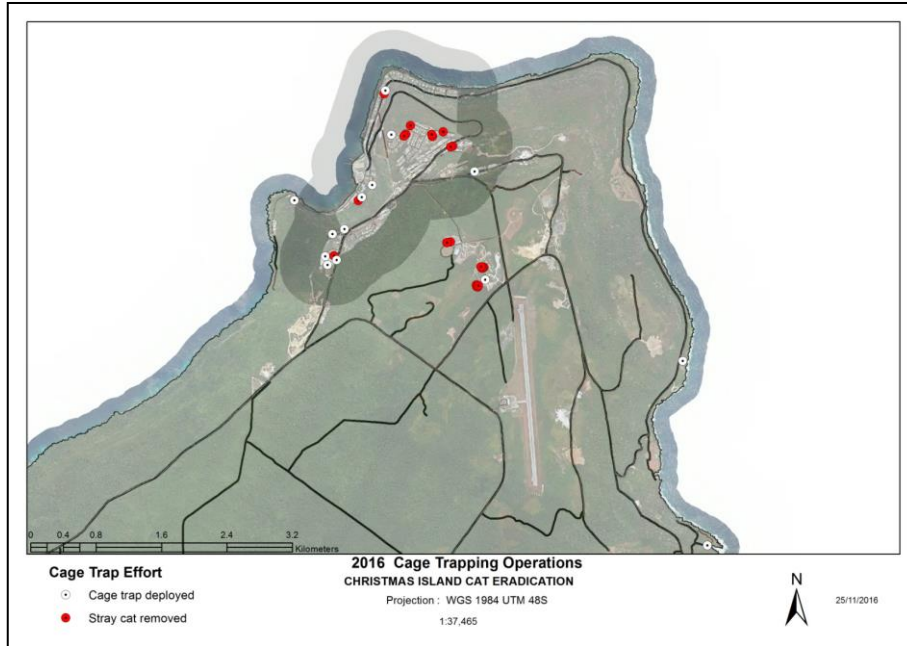 0 0.4 0.8 1.6 2.4 3.2
Kilometers
Cage Trap Effort
Cage trap deployed
Stray cat removed
2016 Cage Trapping Operations
CHRISTMAS ISLAND CAT ERADICATION
Projection : WGS 1984 UTM 48S
1:37,465
N
25/11/2016